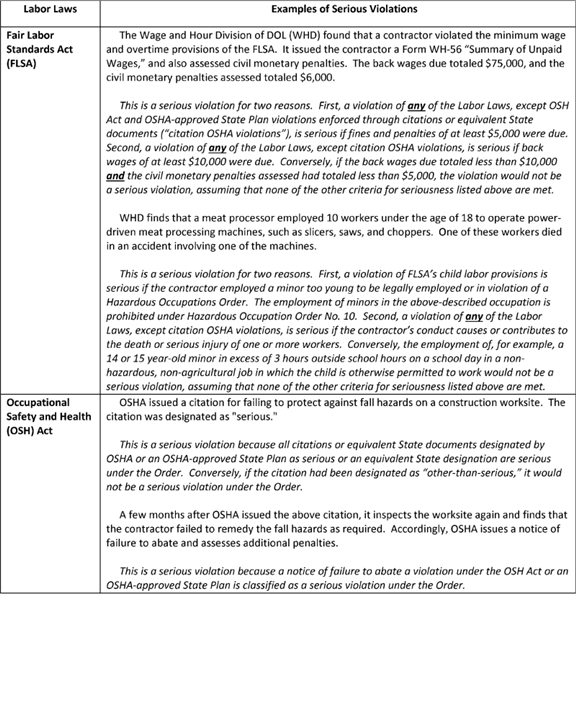 Labor Laws
Examples of Serious Violations
Fair Labor
Standards Act
(FLSA)
The Wage and Hour Division of DOL (WHD) found that a contractor violated the minimum wage
and overtime provisions of the FLSA. It issued the contractor a Form WH-56 “Summary of Unpaid
Wages,” and also assessed civil monetary penalties. The back wages due totaled $75,000, and the
civil monetary penalties assessed totaled $6,000.
This is a serious violation for two reasons. First, a violation of any of the Labor Laws, except OSH
Act and OSHA-approved State Plan violations enforced through citations or equivalent State
documents (“citation OSHA violations”), is serious if fines and penalties of at least $5,000 were due.
Second, a violation of any of the Labor Laws, except citation OSHA violations, is serious if back
wages of at least $10,000 were due. Conversely, if the back wages due totaled less than $10,000
and the civil monetary penalties assessed had totaled less than $5,000, the violation would not be
a serious violation, assuming that none of the other criteria for seriousness listed above are met.
WHD finds that a meat processor employed 10 workers under the age of 18 to operate power-
driven meat processing machines, such as slicers, saws, and choppers. One of these workers died
in an accident involving one of the machines.
This is a serious violation for two reasons. First, a violation of FLSA’s child labor provisions is
serious if the contractor employed a minor too young to be legally employed or in violation of a
Hazardous Occupations Order. The employment of minors in the above-described occupation is
prohibited under Hazardous Occupation Order No. 10. Second, a violation of any of the Labor
Laws, except citation OSHA violations, is serious if the contractor’s conduct causes or contributes to
the death or serious injury of one or more workers. Conversely, the employment of, for example, a
14 or 15 year-old minor in excess of 3 hours outside school hours on a school day in a non-
hazardous, non-agricultural job in which the child is otherwise permitted to work would not be a
serious violation, assuming that none of the other criteria for seriousness listed above are met.
Occupational
Safety and Health
(OSH) Act
OSHA issued a citation for failing to protect against fall hazards on a construction worksite. The
citation was designated as "serious."
This is a serious violation because all citations or equivalent State documents designated by
OSHA or an OSHA-approved State Plan as serious or an equivalent State designation are serious
under the Order. Conversely, if the citation had been designated as “other-than-serious,” it would
not be a serious violation under the Order.
A few months after OSHA issued the above citation, it inspects the worksite again and finds that
the contractor failed to remedy the fall hazards as required. Accordingly, OSHA issues a notice of
failure to abate and assesses additional penalties.
This is a serious violation because a notice of failure to abate a violation under the OSH Act or an
OSHA-approved State Plan is classified as a serious violation under the Order.